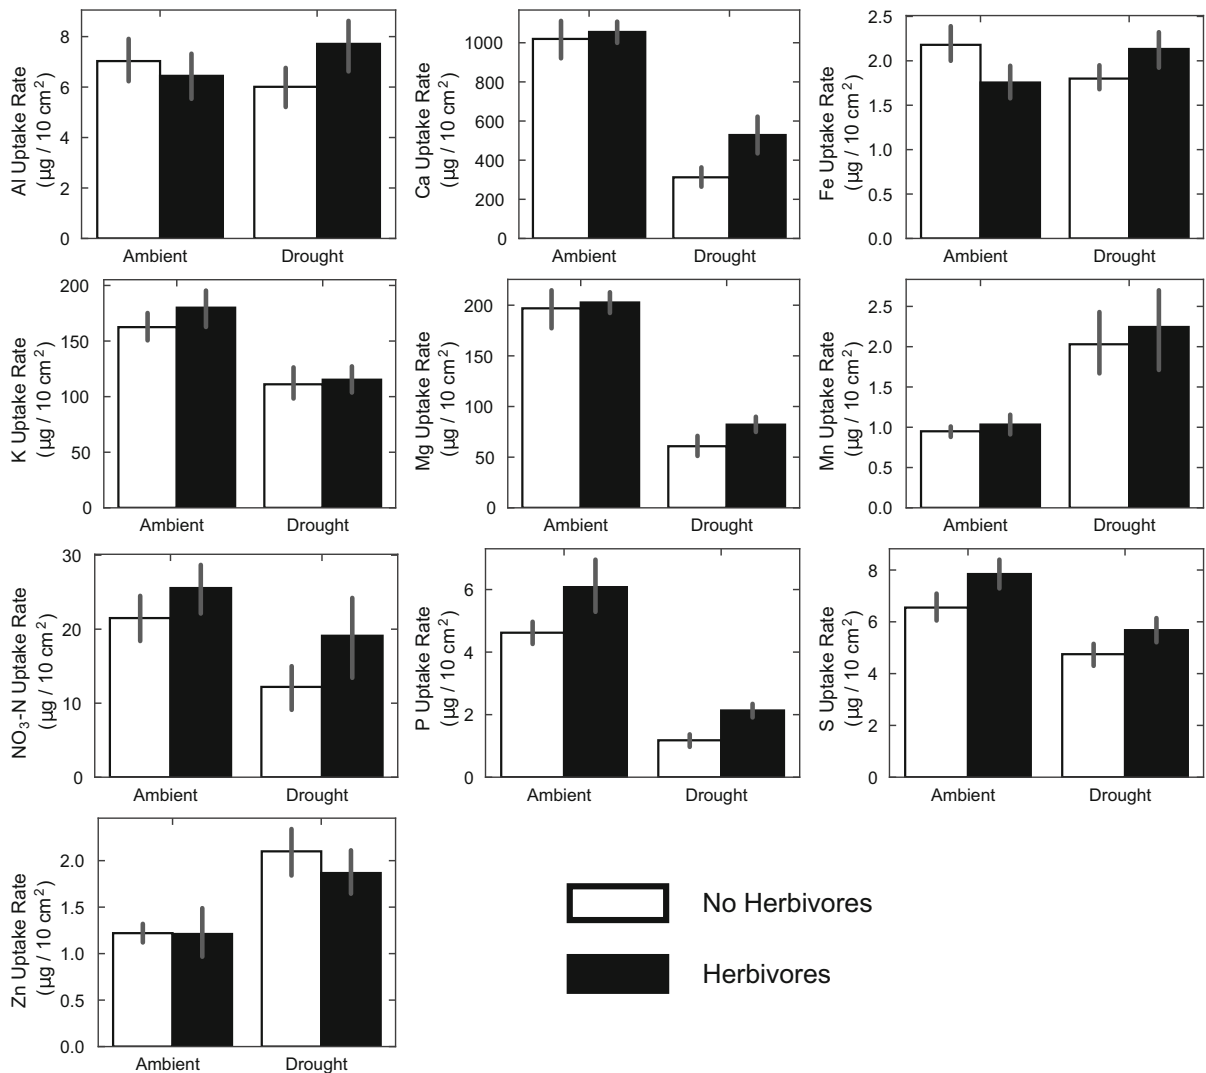 Al Uptake Rate
(µg / 10 cm²)
8
6
4
2
0
Ambient
Drought
Ca Uptake Rate
(µg / 10 cm²)
1000
800
600
400
200
0
Ambient
Drought
Fe Uptake Rate
(µg / 10 cm²)
2.5
2.0
1.5
1.0
0.5
0.0
Ambient
Drought
K Uptake Rate
(µg / 10 cm²)
200
150
100
50
0
Ambient
Drought
Mg Uptake Rate
(µg / 10 cm²)
200
150
100
50
0
Ambient
Drought
Mn Uptake Rate
(µg / 10 cm²)
2.5
2.0
1.5
1.0
0.5
0.0
Ambient
Drought
NO₃-N Uptake Rate
(µg / 10 cm²)
30
20
10
0
Ambient
Drought
P Uptake Rate
(µg / 10 cm²)
6
4
2
0
Ambient
Drought
S Uptake Rate
(µg / 10 cm²)
8
6
4
2
0
Ambient
Drought
Zn Uptake Rate
(µg / 10 cm²)
2.0
1.5
1.0
0.5
0.0
Ambient
Drought
No Herbivores
Herbivores